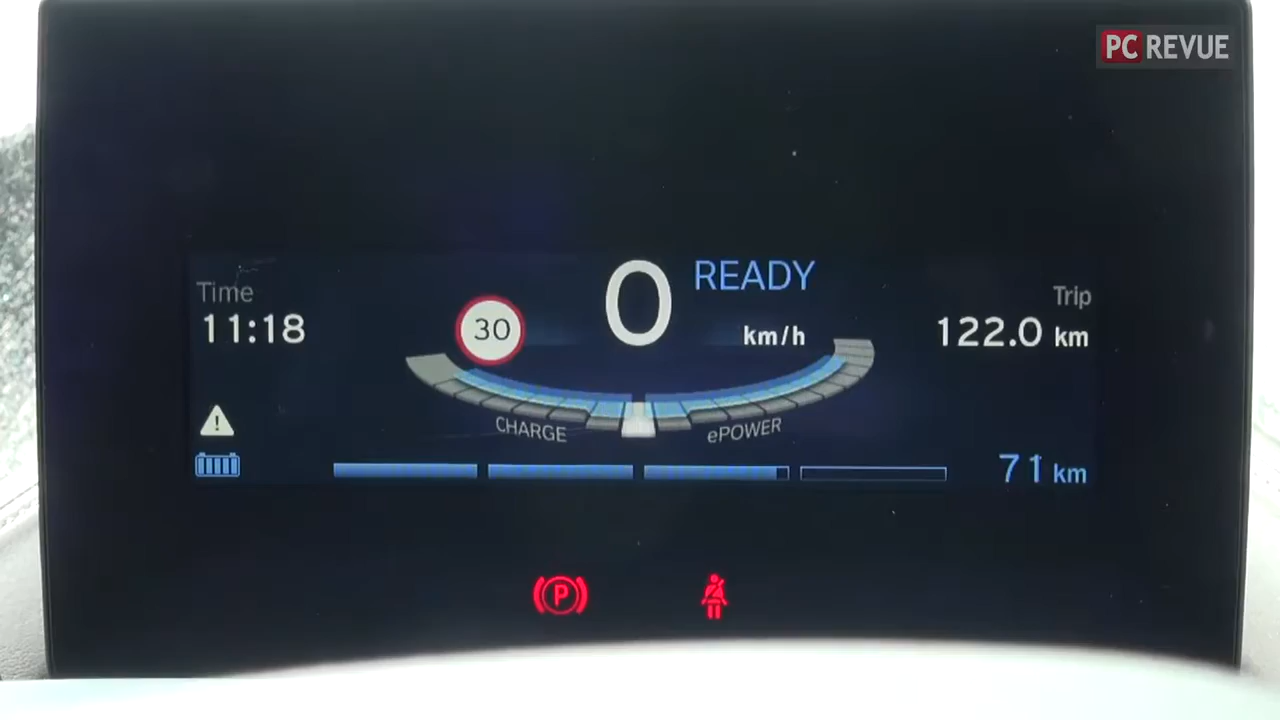 PC REVUE
Time
11:18
30
0
READY
km/h
Trip
122.0 km
CHARGE
ePOWER
71 km
P